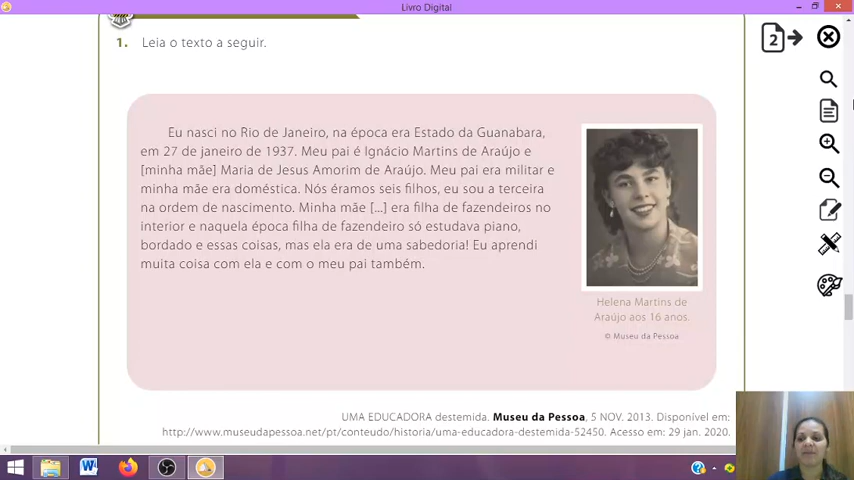 Livro Digital
1. Leia o texto a seguir.
2
Eu nasci no Rio de Janeiro, na época era Estado da Guanabara,
em 27 de janeiro de 1937. Meu pai é Ignácio Martins de Araújo e
[minha mãe] Maria de Jesus Amorim de Araújo. Meu pai era militar e
minha mãe era doméstica. Nós éramos seis filhos, eu sou a terceira
na ordem de nascimento. Minha mãe [...] era filha de fazendeiros no
interior e naquela época filha de fazendeiro só estudava piano,
bordado e essas coisas, mas ela era de uma sabedoria! Eu aprendi
muita coisa com ela e com o meu pai também.
Helena Martins de
Araújo aos 16 anos.
© Museu da Pessoa
UMA EDUCADORA destemida. Museu da Pessoa. 5 NOV. 2013. Disponível em:
http://www.museudapessoa.net/pt/conteudo/historia/uma-educadora-destemida-52450. Acesso em: 29 jan. 2020.